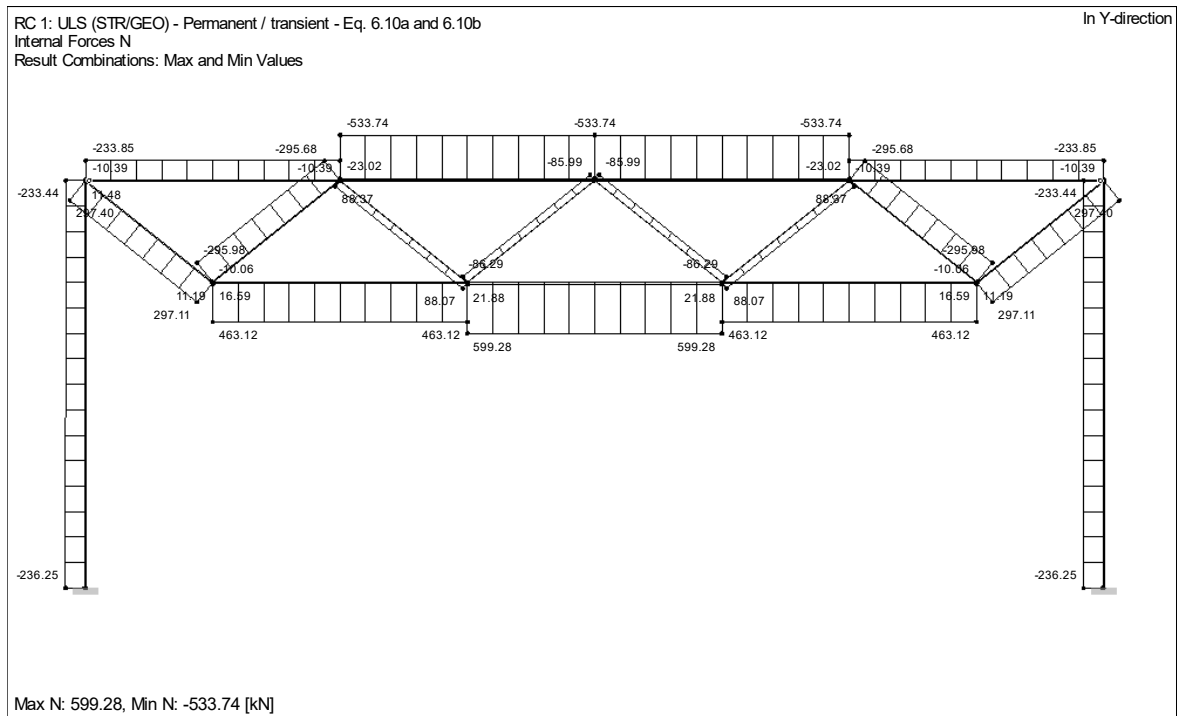 RC 1: ULS (STR/GEO) - Permanent / transient - Eq. 6.10a and 6.10b
In Y-direction
Internal Forces N
Result Combinations: Max and Min Values
-533.74 -533.74 -533.74
-233.85 -295.68 -295.68 -233.85
-10.39 -10.39 -23.02 -85.99 -85.99 -23.02 -10.39 -10.39
-233.44 11.48 88.37 88.37 -233.44
297.40 297.40
-295.98 -295.98
-10.06 -86.29 -86.29 -10.06
11.19 16.59 88.07 21.88 21.88 88.07 16.59 11.19
297.11 297.11
463.12 463.12 463.12 463.12
599.28 599.28
-236.25 -236.25
Max N: 599.28, Min N: -533.74 [kN]